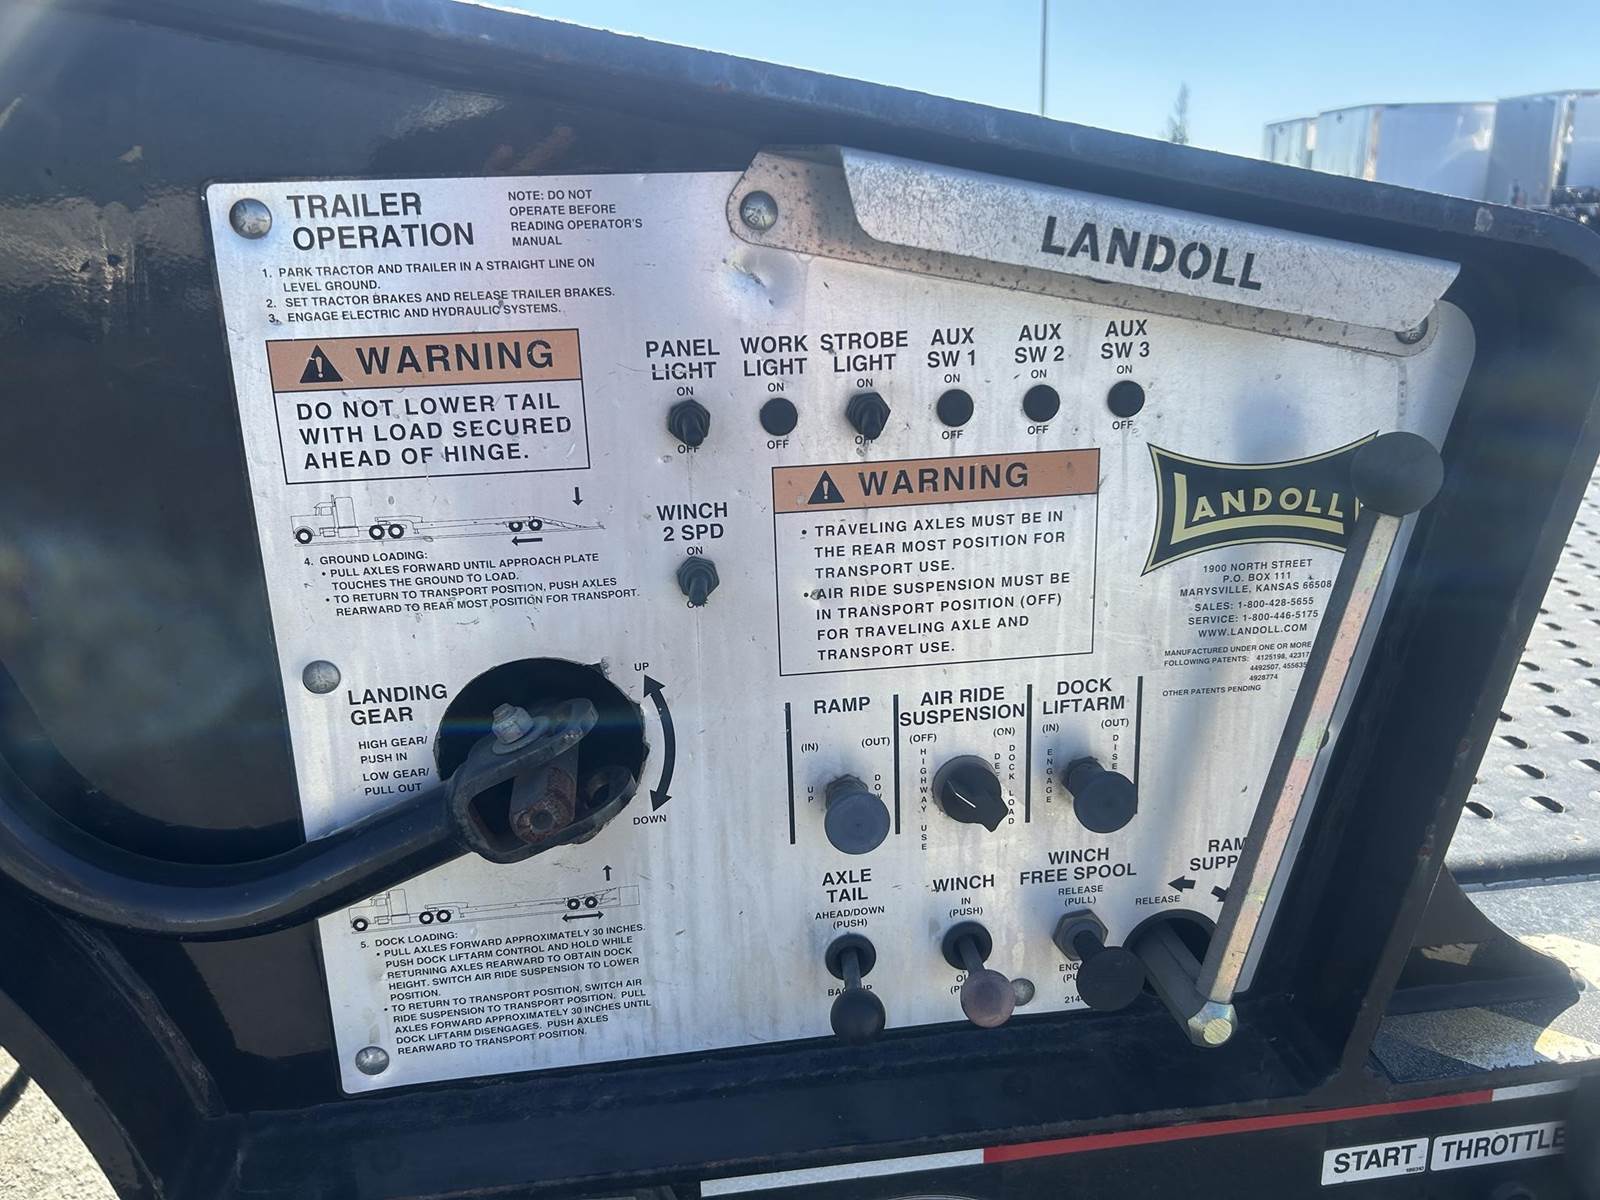 TRAILER
OPERATION
NOTE: DO NOT
OPERATE BEFORE
READING OPERATOR'S
MANUAL
1. PARK TRACTOR AND TRAILER IN A STRAIGHT LINE ON
LEVEL GROUND.
2. SET TRACTOR BRAKES AND RELEASE TRAILER BRAKES.
3. ENGAGE ELECTRIC AND HYDRAULIC SYSTEMS.
LANDOLL
WARNING
DO NOT LOWER TAIL
WITH LOAD SECURED
AHEAD OF HINGE.
PANEL
LIGHT
ON
OFF
WORK
LIGHT
ON
OFF
STROBE
LIGHT
ON
OFF
AUX
SW 1
ON
OFF
AUX
SW 2
ON
OFF
AUX
SW 3
ON
OFF
4. GROUND LOADING:
• PULL AXLES FORWARD UNTIL APPROACH PLATE
TOUCHES THE GROUND TO LOAD.
• TO RETURN TO TRANSPORT POSITION, PUSH AXLES
REARWARD TO REAR MOST POSITION FOR TRANSPORT.
WINCH
2 SPD
ON
WARNING
• TRAVELING AXLES MUST BE IN
THE REAR MOST POSITION FOR
TRANSPORT USE.
• AIR RIDE SUSPENSION MUST BE
IN TRANSPORT POSITION (OFF)
FOR TRAVELING AXLE AND
TRANSPORT USE.
LANDOLL
1900 NORTH STREET
P.O. BOX 111
MARYSVILLE, KANSAS 66508
SALES: 1-800-428-5655
SERVICE: 1-800-446-5175
WWW.LANDOLL.COM
MANUFACTURED UNDER ONE OR MORE
FOLLOWING PATENTS: 4125198,
4492507,
4928774
OTHER PATENTS PENDING
LANDING
GEAR
HIGH GEAR/
PUSH IN
LOW GEAR/
PULL OUT
UP
DOWN
RAMP
(IN)
(OUT)
UP
AIR RIDE
SUSPENSION
(OFF)
(ON)
HIGHWAY USE
DOCK LOAD
DOCK
LIFTARM
(IN)
(OUT)
ENGAGE
AXLE
TAIL
AHEAD/DOWN
(PUSH)
WINCH
IN
(PUSH)
WINCH
FREE SPOOL
RELEASE
(PULL)
RELEASE
5. DOCK LOADING:
• PULL AXLES FORWARD APPROXIMATELY 30 INCHES.
PUSH DOCK LIFTARM CONTROL AND HOLD WHILE
RETURNING AXLES REARWARD TO OBTAIN DOCK
HEIGHT. SWITCH AIR RIDE SUSPENSION TO LOWER
POSITION.
• TO RETURN TO TRANSPORT POSITION, SWITCH AIR
RIDE SUSPENSION TO TRANSPORT POSITION. PULL
AXLES FORWARD APPROXIMATELY 30 INCHES UNTIL
DOCK LIFTARM DISENGAGES. PUSH AXLES
REARWARD TO TRANSPORT POSITION.
START
THROTTLE